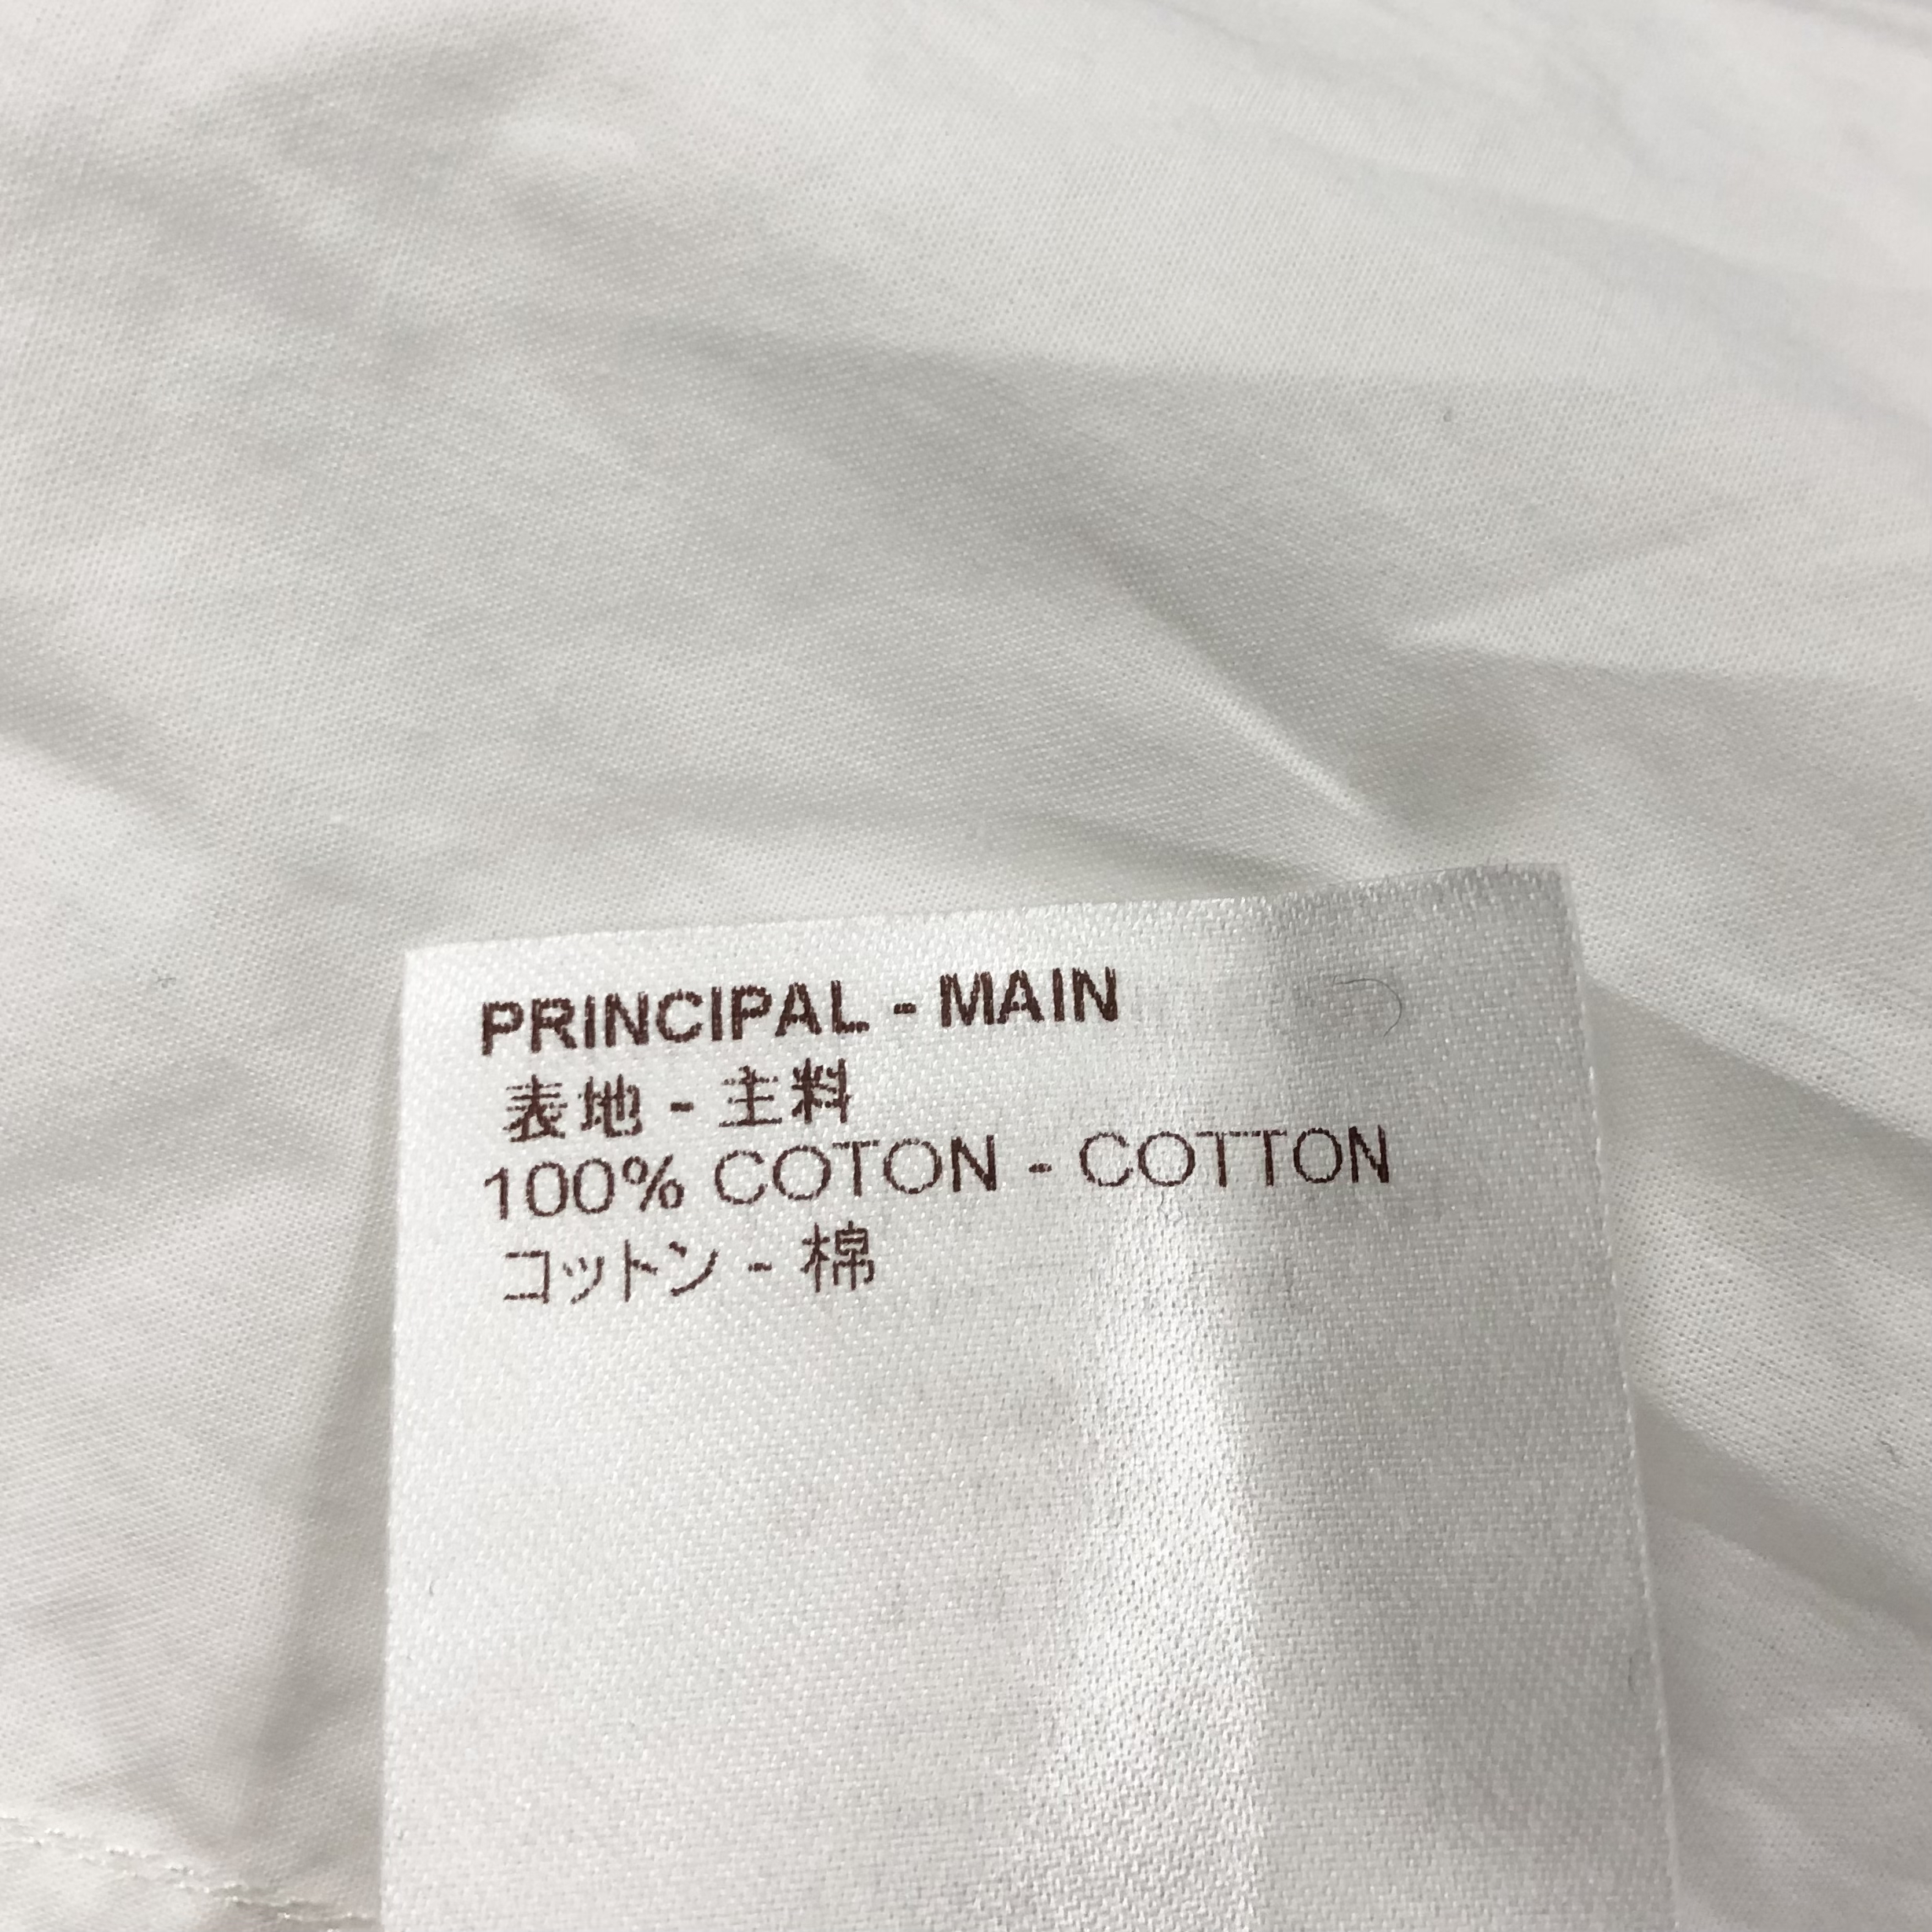 PRINCIPAL - MAIN
表地 - 主料
100% COTON - COTTON
コットン - 棉